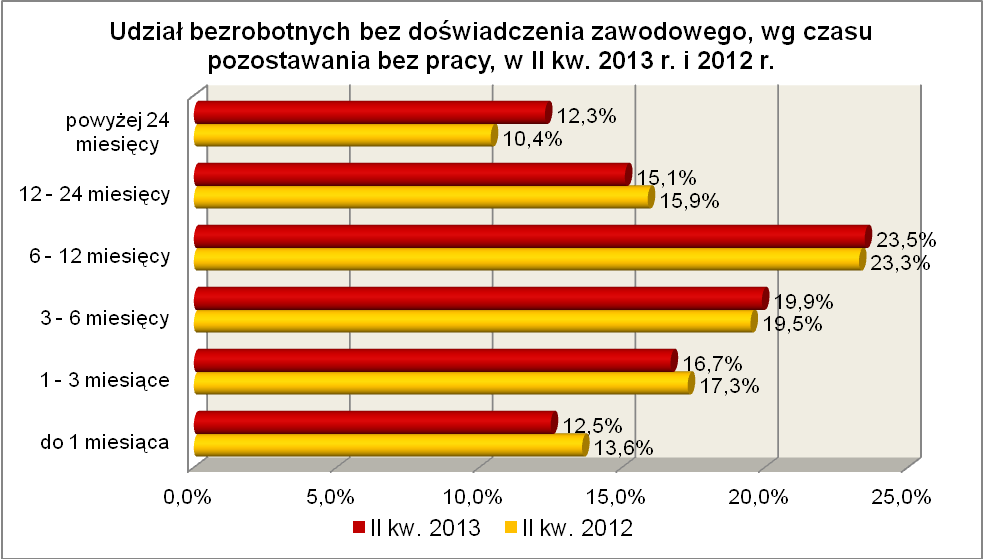 Udział bezrobotnych bez doświadczenia zawodowego, wg czasu
pozostawania bez pracy, w II kw. 2013 r. i 2012 r.
powyżej 24
miesięcy
12,3%
10,4%
12 - 24 miesięcy
15,1%
15,9%
6 - 12 miesięcy
23,5%
23,3%
3 - 6 miesięcy
19,9%
19,5%
1 - 3 miesiące
16,7%
17,3%
do 1 miesiąca
12,5%
13,6%
0,0% 5,0% 10,0% 15,0% 20,0% 25,0%
II kw. 2013 II kw. 2012